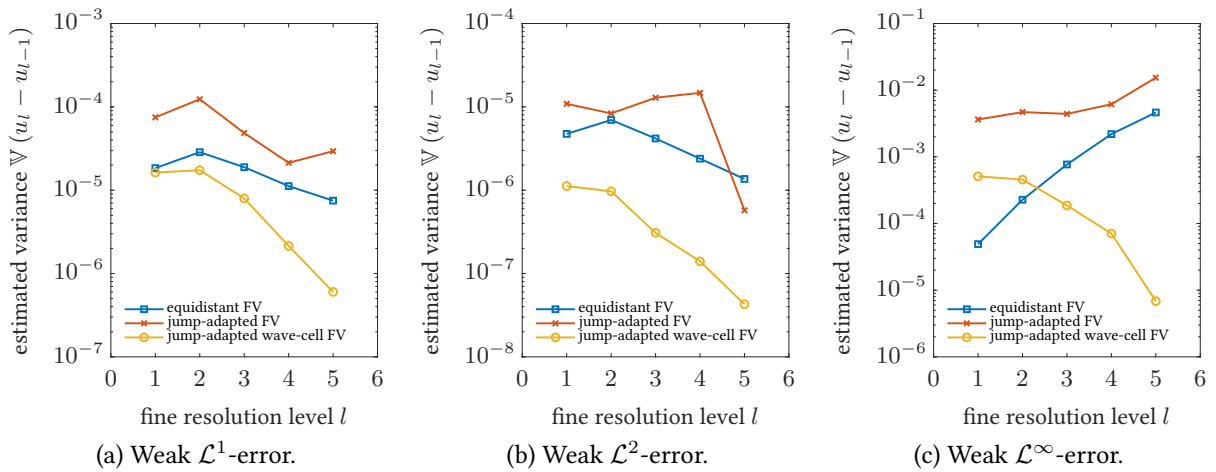 10⁻³
10⁻⁴
10⁻⁵
10⁻⁶
10⁻⁷
estimated variance 𝕍 (u_l − u_{l−1})
equidistant FV
jump-adapted FV
jump-adapted wave-cell FV
0 1 2 3 4 5 6
fine resolution level l
(a) Weak ℒ¹-error.
10⁻⁴
10⁻⁵
10⁻⁶
10⁻⁷
10⁻⁸
estimated variance 𝕍 (u_l − u_{l−1})
equidistant FV
jump-adapted FV
jump-adapted wave-cell FV
0 1 2 3 4 5 6
fine resolution level l
(b) Weak ℒ²-error.
10⁻¹
10⁻²
10⁻³
10⁻⁴
10⁻⁵
10⁻⁶
estimated variance 𝕍 (u_l − u_{l−1})
equidistant FV
jump-adapted FV
jump-adapted wave-cell FV
0 1 2 3 4 5 6
fine resolution level l
(c) Weak ℒ^∞-error.